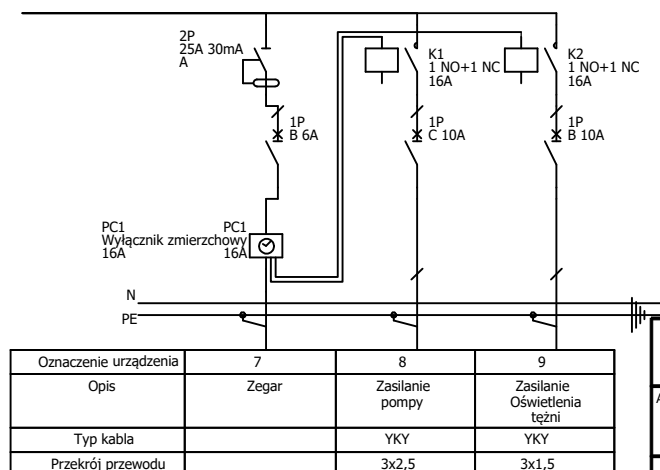 2P
25A 30mA
A
K1
1 NO+1 NC
16A
K2
1 NO+1 NC
16A
1P
B 6A
1P
C 10A
1P
B 10A
PC1
Wyłącznik zmierzchowy
16A
PC1
16A
N
PE
Oznaczenie urządzenia 7 8 9
Opis Zegar Zasilanie pompy Zasilanie Oświetlenia tężni
Typ kabla YKY YKY
Przekrój przewodu 3x2,5 3x1,5
A